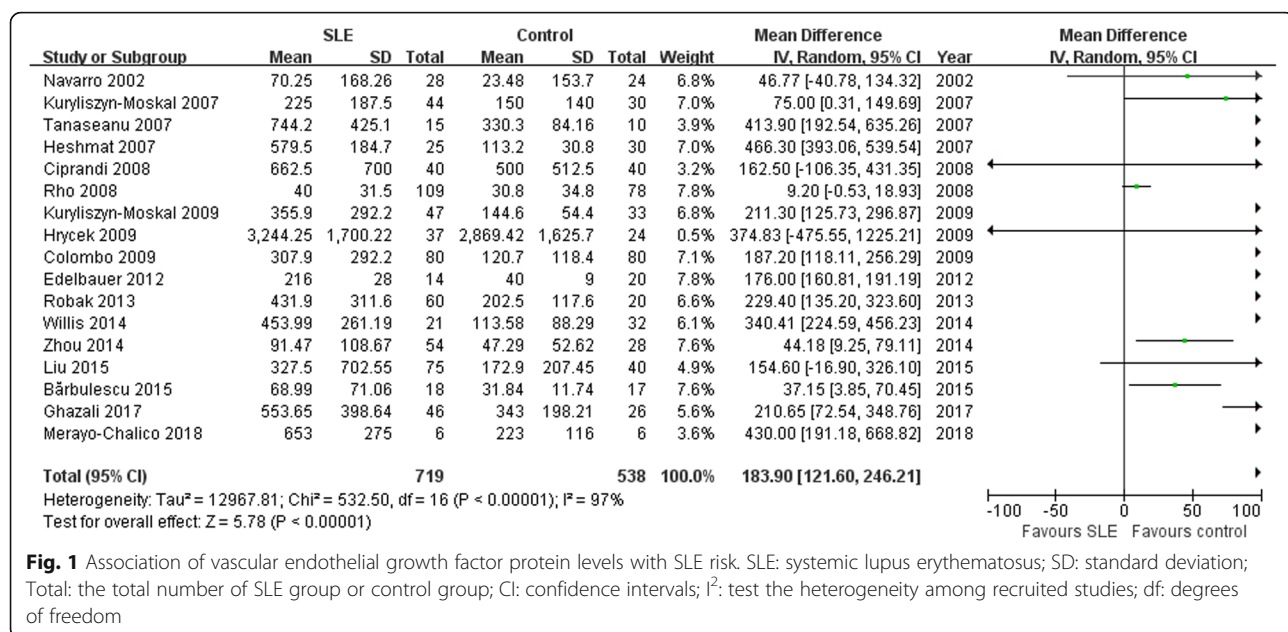 SLE Control Mean Difference Mean Difference
Study or Subgroup Mean SD Total Mean SD Total Weight IV, Random, 95% CI Year IV, Random, 95% CI
Navarro 2002 70.25 168.26 28 23.48 153.7 24 6.8% 46.77 [-40.78, 134.32] 2002
Kuryliszyn-Moskal 2007 225 187.5 44 150 140 30 7.0% 75.00 [0.31, 149.69] 2007
Tanaseanu 2007 744.2 425.1 15 330.3 84.16 10 3.9% 413.90 [192.54, 635.26] 2007
Heshmat 2007 579.5 184.7 25 113.2 30.8 30 7.0% 466.30 [393.06, 539.54] 2007
Ciprandi 2008 662.5 700 40 500 512.5 40 3.2% 162.50 [-106.35, 431.35] 2008
Rho 2008 40 31.5 109 30.8 34.8 78 7.8% 9.20 [-0.53, 18.93] 2008
Kuryliszyn-Moskal 2009 355.9 292.2 47 144.6 54.4 33 6.8% 211.30 [125.73, 296.87] 2009
Hrycek 2009 3,244.25 1,700.22 37 2,869.42 1,625.7 24 0.5% 374.83 [-475.55, 1225.21] 2009
Colombo 2009 307.9 292.2 80 120.7 118.4 80 7.1% 187.20 [118.11, 256.29] 2009
Edelbauer 2012 216 28 14 40 9 20 7.8% 176.00 [160.81, 191.19] 2012
Robak 2013 431.9 311.6 60 202.5 117.6 20 6.6% 229.40 [135.20, 323.60] 2013
Willis 2014 453.99 261.19 21 113.58 88.29 32 6.1% 340.41 [224.59, 456.23] 2014
Zhou 2014 91.47 108.67 54 47.29 52.62 28 7.6% 44.18 [9.25, 79.11] 2014
Liu 2015 327.5 702.55 75 172.9 207.45 40 4.9% 154.60 [-16.90, 326.10] 2015
Bărbulescu 2015 68.99 71.06 18 31.84 11.74 17 7.6% 37.15 [3.85, 70.45] 2015
Ghazali 2017 553.65 398.64 46 343 198.21 26 5.6% 210.65 [72.54, 348.76] 2017
Merayo-Chalico 2018 653 275 6 223 116 6 3.6% 430.00 [191.18, 668.82] 2018
Total (95% CI) 719 538 100.0% 183.90 [121.60, 246.21]
Heterogeneity: Tau² = 12967.81; Chi² = 532.50, df = 16 (P < 0.00001); I² = 97%
Test for overall effect: Z = 5.78 (P < 0.00001)
-100 -50 0 50 100
Favours SLE Favours control
Fig. 1 Association of vascular endothelial growth factor protein levels with SLE risk. SLE: systemic lupus erythematosus; SD: standard deviation;
Total: the total number of SLE group or control group; CI: confidence intervals; I²: test the heterogeneity among recruited studies; df: degrees
of freedom